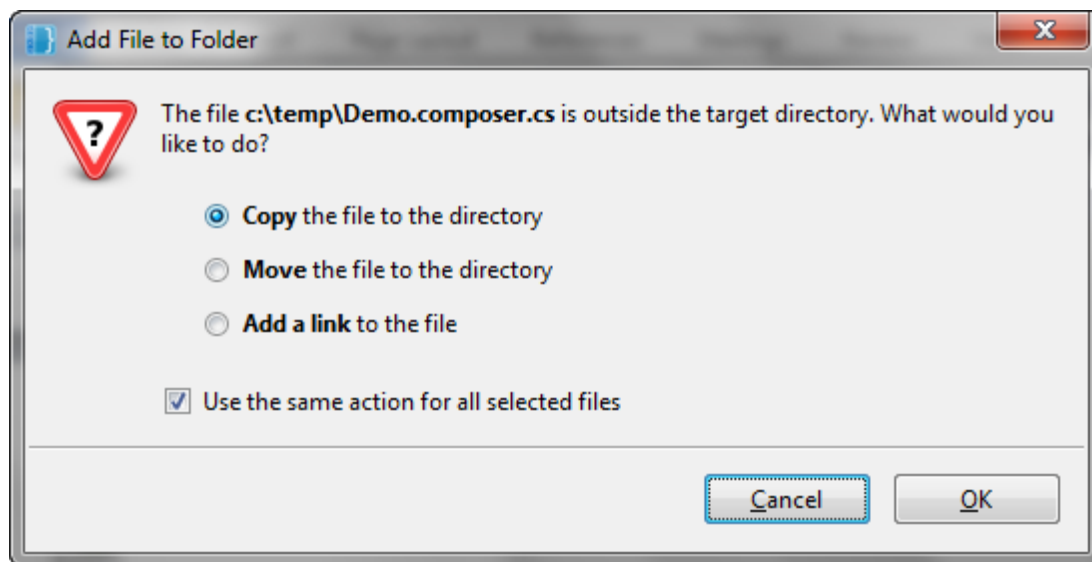 Add File to Folder
X
?
The file c:\temp\Demo.composer.cs is outside the target directory. What would you
like to do?
Copy the file to the directory
Move the file to the directory
Add a link to the file
Use the same action for all selected files
Cancel
OK